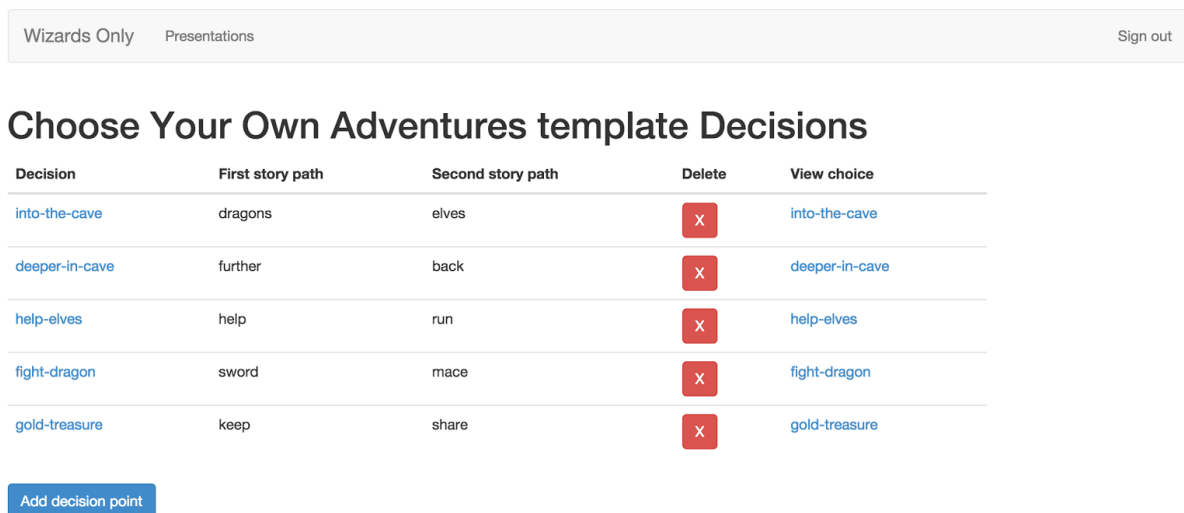 Wizards Only Presentations Sign out
Choose Your Own Adventures template Decisions
Decision First story path Second story path Delete View choice
into-the-cave dragons elves X into-the-cave
deeper-in-cave further back X deeper-in-cave
help-elves help run X help-elves
fight-dragon sword mace X fight-dragon
gold-treasure keep share X gold-treasure
Add decision point